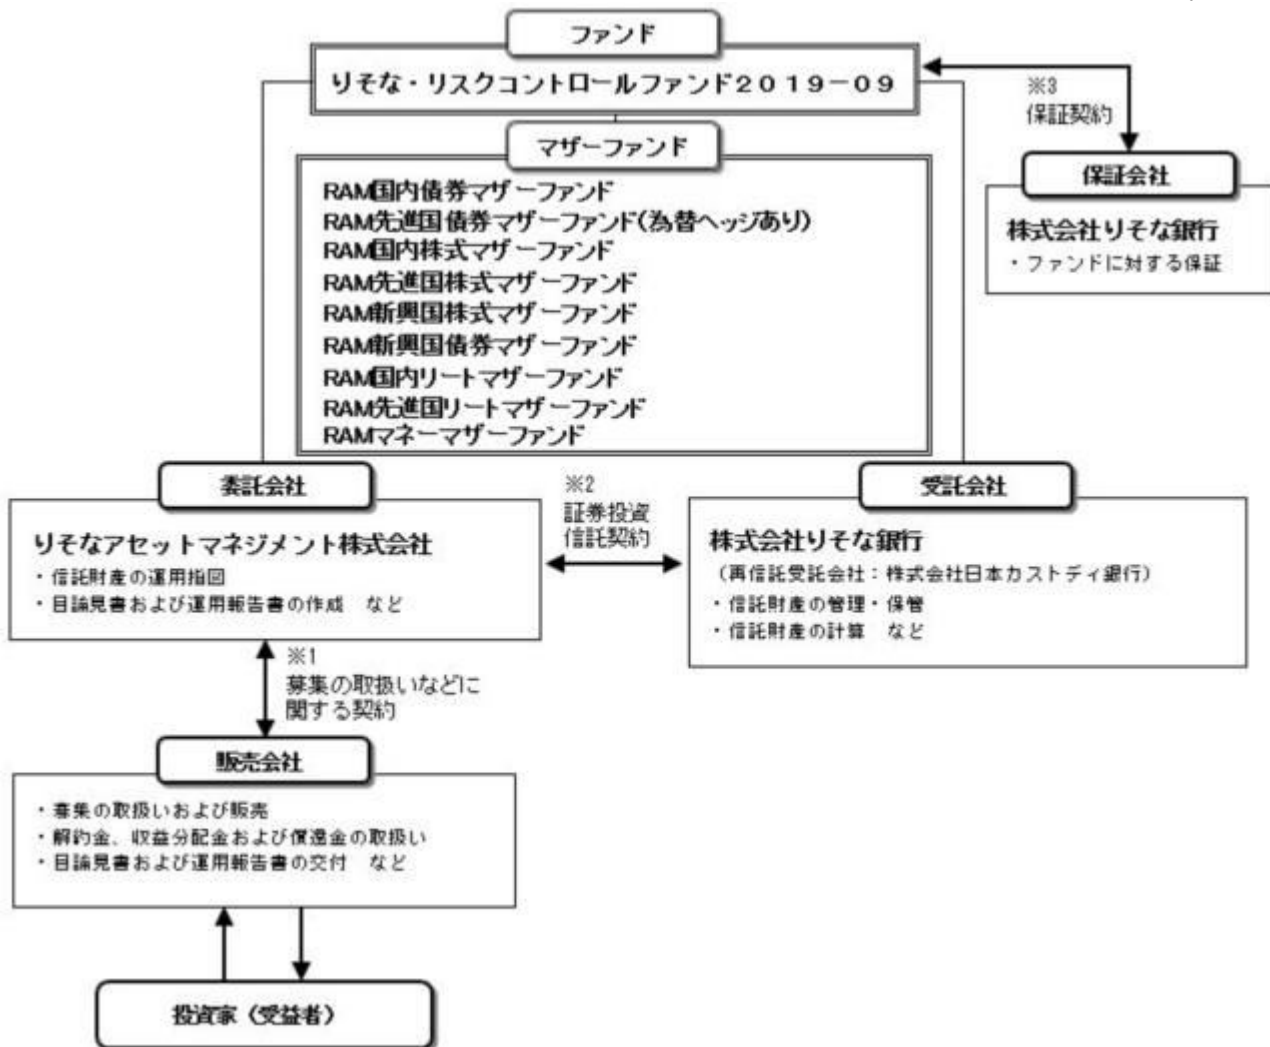 ファンド
りそな・リスクコントロールファンド2019-09
※3
保証契約
マザーファンド
保証会社
RAM国内債券マザーファンド
RAM先進国債券マザーファンド(為替ヘッジあり)
RAM国内株式マザーファンド
RAM先進国株式マザーファンド
RAM新興国株式マザーファンド
RAM新興国債券マザーファンド
RAM国内リートマザーファンド
RAM先進国リートマザーファンド
RAMマネーマザーファンド
株式会社りそな銀行
・ファンドに対する保証
委託会社
りそなアセットマネジメント株式会社
・信託財産の運用指図
・目論見書および運用報告書の作成 など
※2
証券投資
信託契約
受託会社
株式会社りそな銀行
(再信託受託会社:株式会社日本カストディ銀行)
・信託財産の管理・保管
・信託財産の計算 など
※1
募集の取扱いなどに
関する契約
販売会社
・募集の取扱いおよび販売
・解約金、収益分配金および償還金の取扱い
・目論見書および運用報告書の交付 など
投資家(受益者)